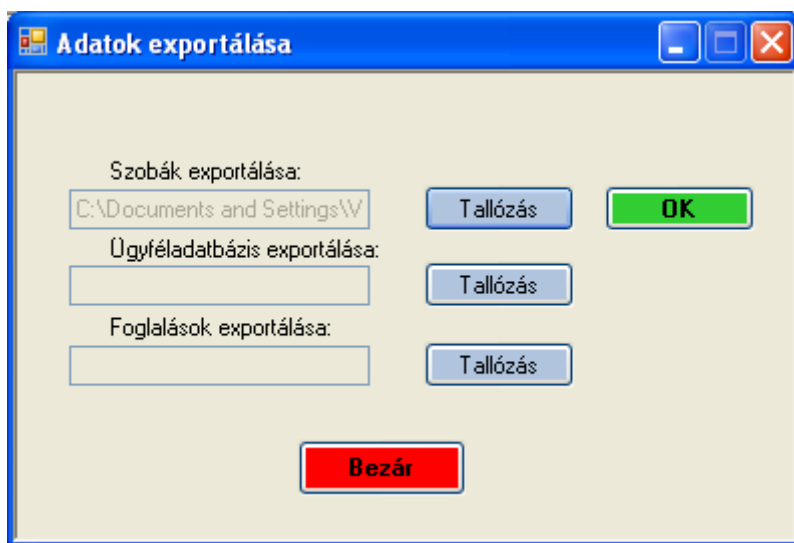 Adatok exportálása
Szobák exportálása:
C:\Documents and Settings\V
Tallózás
OK
Ügyféladatbázis exportálása:
Tallózás
Foglalások exportálása:
Tallózás
Bezár